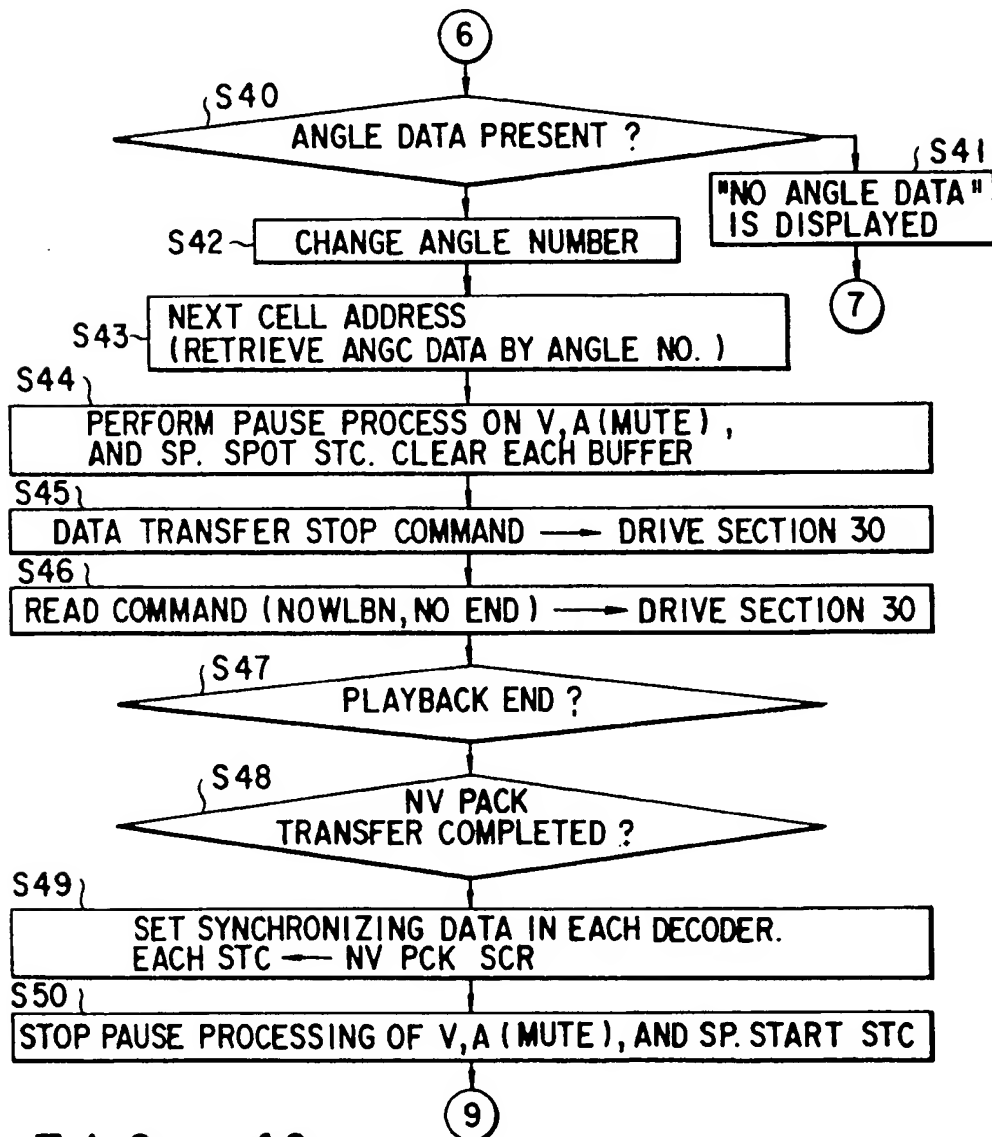 6
S40
ANGLE DATA PRESENT ?
S41
"NO ANGLE DATA"
IS DISPLAYED
7
S42
CHANGE ANGLE NUMBER
S43
NEXT CELL ADDRESS
(RETRIEVE ANGC DATA BY ANGLE NO. )
S44
PERFORM PAUSE PROCESS ON V,A (MUTE) ,
AND SP. SPOT STC. CLEAR EACH BUFFER
S45
DATA TRANSFER STOP COMMAND → DRIVE SECTION 30
S46
READ COMMAND (NOWLBN, NO END) → DRIVE SECTION 30
S47
PLAYBACK END ?
S48
NV PACK
TRANSFER COMPLETED ?
S49
SET SYNCHRONIZING DATA IN EACH DECODER.
EACH STC ← NV PCK SCR
S50
STOP PAUSE PROCESSING OF V,A (MUTE), AND SP. START STC
9